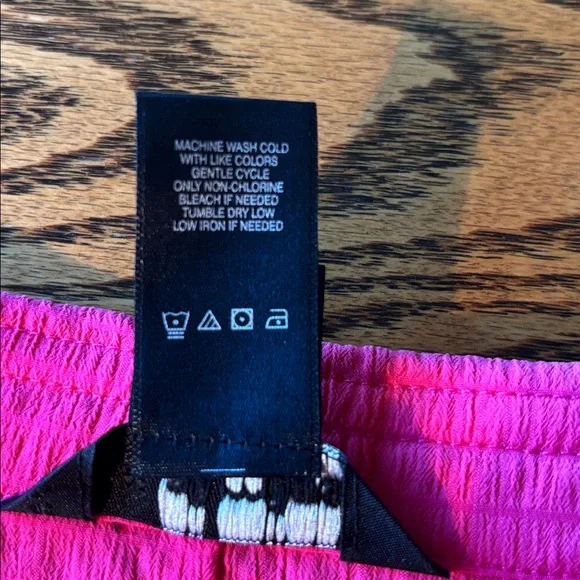 MACHINE WASH COLD
WITH LIKE COLORS
GENTLE CYCLE
ONLY NON-CHLORINE
BLEACH IF NEEDED
TUMBLE DRY LOW
LOW IRON IF NEEDED